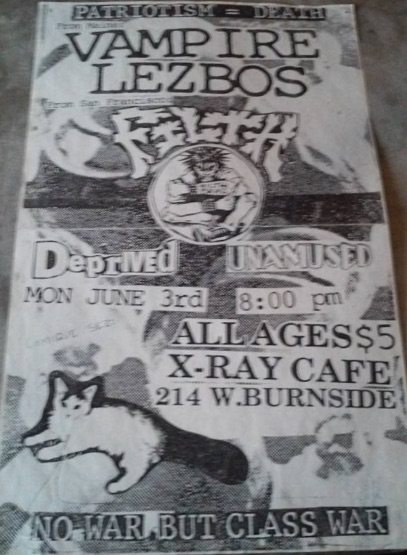 PATRIOTISM = DEATH
From
VAMPIRE
LEZBOS
From San Francisco
FILTH
Deprived UNAMUSED
MON JUNE 3rd 8:00 pm
ALL AGES $5
X-RAY CAFE
214 W.BURNSIDE
NO WAR BUT CLASS WAR